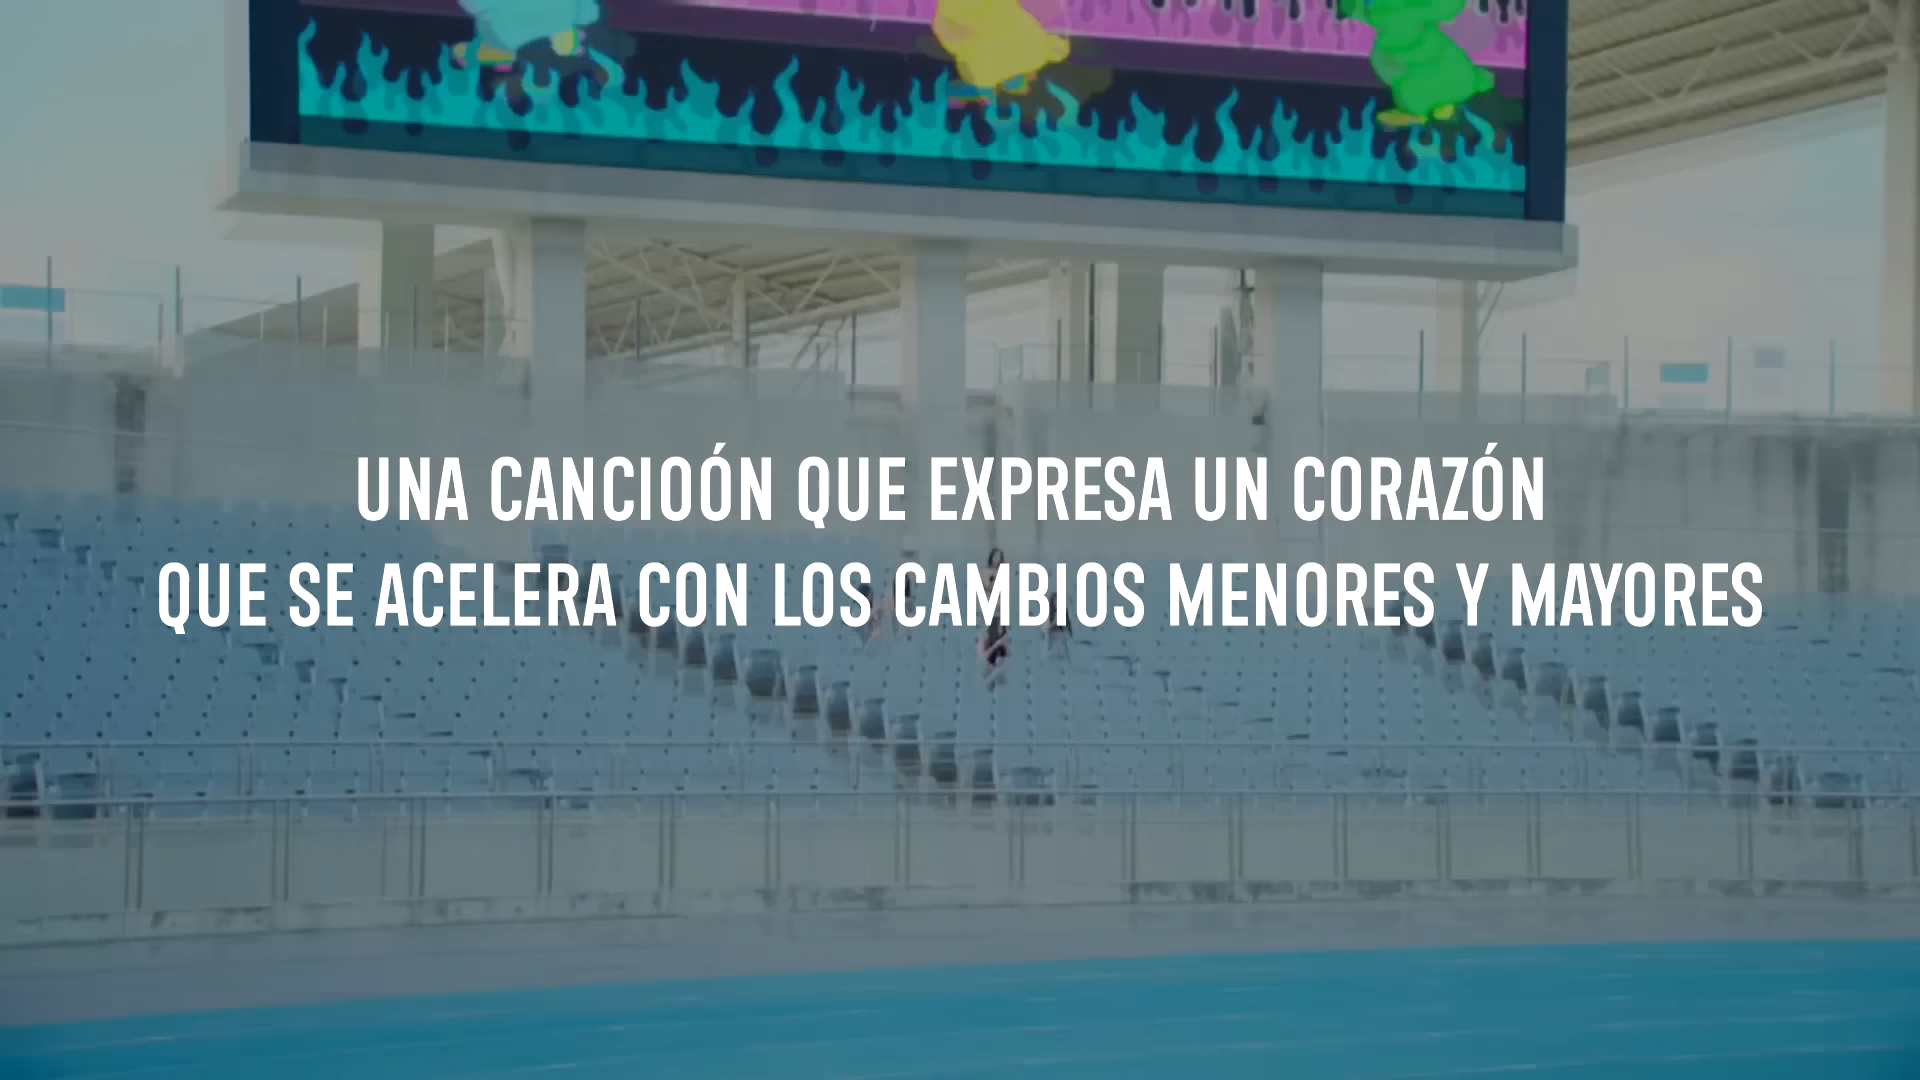 UNA CANCIOÓN QUE EXPRESA UN CORAZÓN
QUE SE ACELERA CON LOS CAMBIOS MENORES Y MAYORES